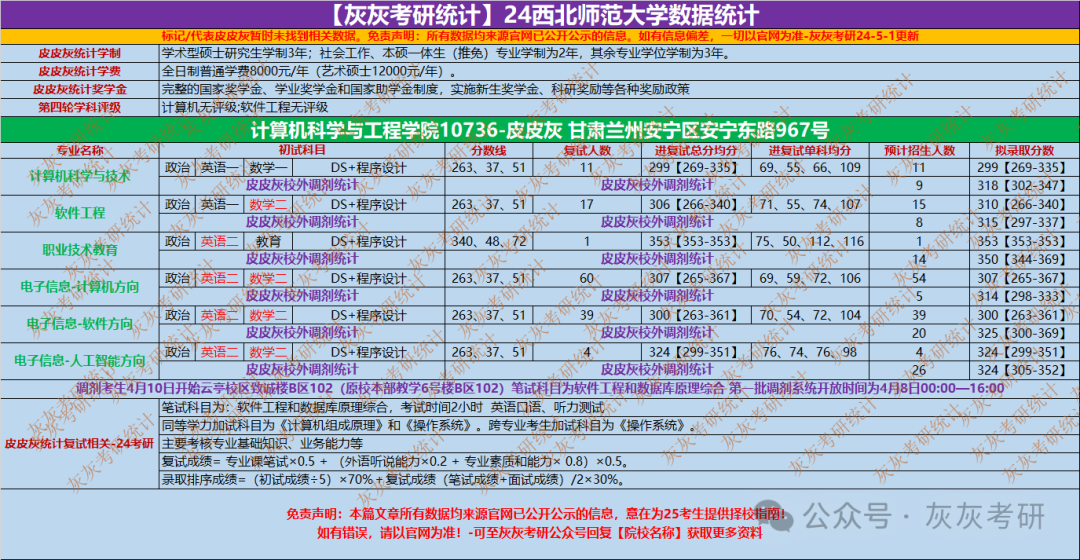 【灰灰考研统计】24西北师范大学数据统计
标记/代表皮皮灰暂时未找到相关数据。免责声明：所有数据均来源官网已公开公示的信息。如有信息偏差，一切以官网为准-灰灰考研24-5-1更新
皮皮灰统计学制 学术型硕士研究生学制3年；社会工作、本硕一体生（推免）专业学制为2年，其余专业学位学制为3年。
皮皮灰统计学费 全日制普通学费8000元/年（艺术硕士12000元/年）。
皮皮灰统计奖学金 完整的国家奖学金、学业奖学金和国家助学金制度，实施新生奖学金、科研奖励等各种奖励政策
第四轮学科评级 计算机无评级;软件工程无评级
计算机科学与工程学院10736-皮皮灰 甘肃兰州安宁区安宁东路967号
专业名称 初试科目 分数线 复试人数 进复试总分均分 进复试单科均分 预计招生人数 拟录取分数
计算机科学与技术 政治 英语一 数学一 DS+程序设计 263、37、51 11 299【269-335】 69、55、66、109 11 299【269-335】
皮皮灰校外调剂统计 皮皮灰校外调剂统计 9 318【302-347】
软件工程 政治 英语一 数学二 DS+程序设计 263、37、51 17 306【266-340】 71、55、74、107 15 310【266-340】
皮皮灰校外调剂统计 皮皮灰校外调剂统计 8 315【297-337】
职业技术教育 政治 英语二 教育 DS+程序设计 340、48、72 1 353【353-353】 75、50、112、116 1 353【353-353】
皮皮灰校外调剂统计 皮皮灰校外调剂统计 14 350【344-369】
电子信息-计算机方向 政治 英语二 数学二 DS+程序设计 263、37、51 60 307【265-367】 69、59、72、106 54 307【265-367】
皮皮灰校外调剂统计 皮皮灰校外调剂统计 5 314【298-333】
电子信息-软件方向 政治 英语二 数学二 DS+程序设计 263、37、51 39 300【263-361】 70、54、72、104 39 300【263-361】
皮皮灰校外调剂统计 皮皮灰校外调剂统计 20 325【300-369】
电子信息-人工智能方向 政治 英语二 数学二 DS+程序设计 263、37、51 4 324【299-351】 76、74、76、98 4 324【299-351】
皮皮灰校外调剂统计 皮皮灰校外调剂统计 26 324【305-352】
调剂考生4月10日开始云亭校区致诚楼B区102（原校本部教学6号楼B区102）笔试科目为软件工程和数据库原理综合 第一批调剂系统开放时间为4月8日00:00—16:00
皮皮灰统计复试相关-24考研
笔试科目为：软件工程和数据库原理综合，考试时间2小时 英语口语、听力测试
同等学力加试科目为《计算机组成原理》和《操作系统》。跨专业考生加试科目为《操作系统》。
主要考核专业基础知识、业务能力等
复试成绩= 专业课笔试×0.5 + （外语听说能力×0.2 + 专业素质和能力× 0.8）×0.5。
录取排序成绩=（初试成绩÷5）×70%＋复试成绩（笔试成绩+面试成绩）/2×30%。
免责声明：本篇文章所有数据均来源官网已公开公示的信息，意在为25考生提供择校指南！
如有错误，请以官网为准！-可至灰灰考研公众号回复【院校名称】获取更多资料
公众号 · 灰灰考研